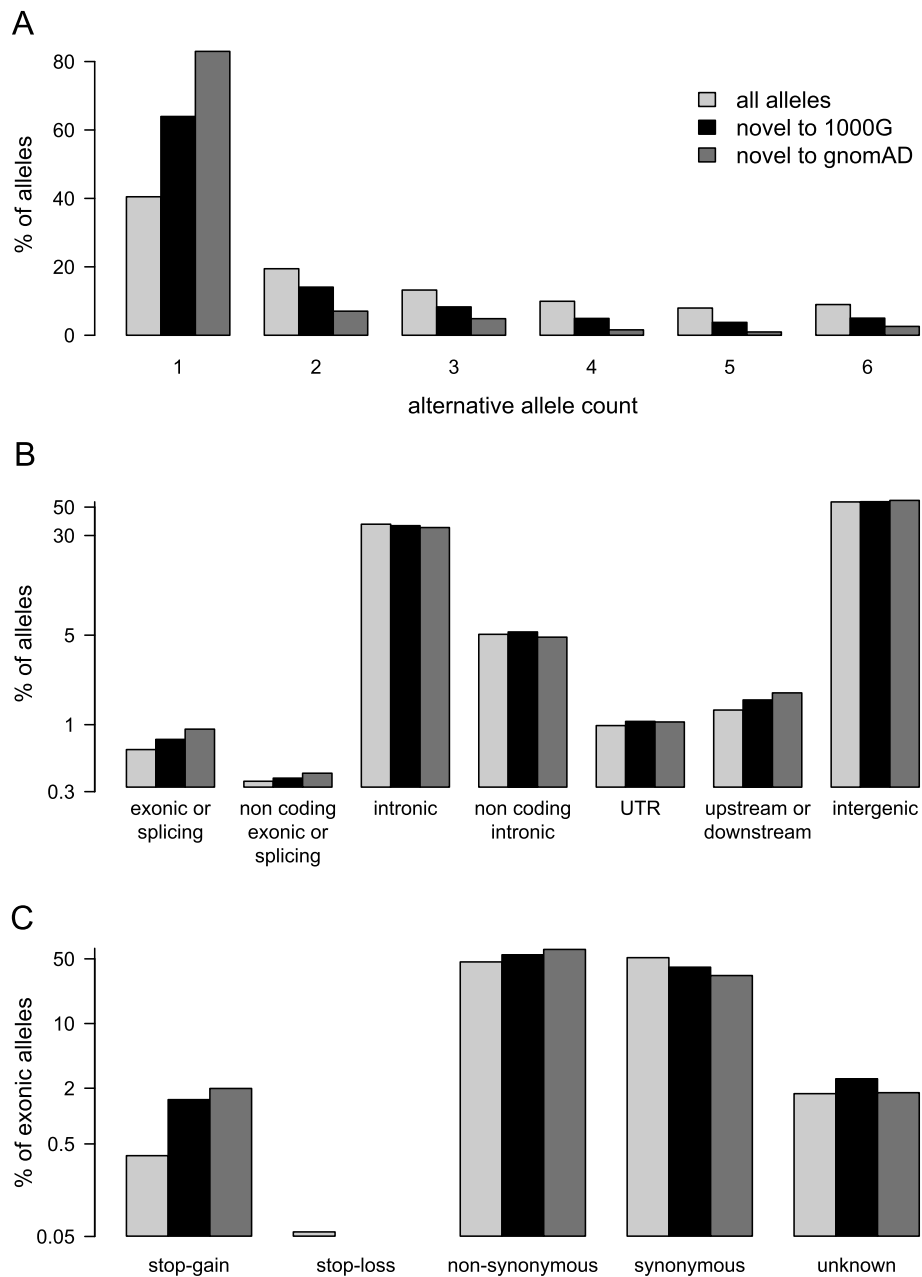 A
80
60
40
20
0
% of alleles
all alleles
novel to 1000G
novel to gnomAD
1 2 3 4 5 6
alternative allele count
B
50
30
5
1
0.3
% of alleles
exonic or
splicing
non coding
exonic or
splicing
intronic
non coding
intronic
UTR
upstream or
downstream
intergenic
C
50
10
2
0.5
0.05
% of exonic alleles
stop-gain
stop-loss
non-synonymous
synonymous
unknown